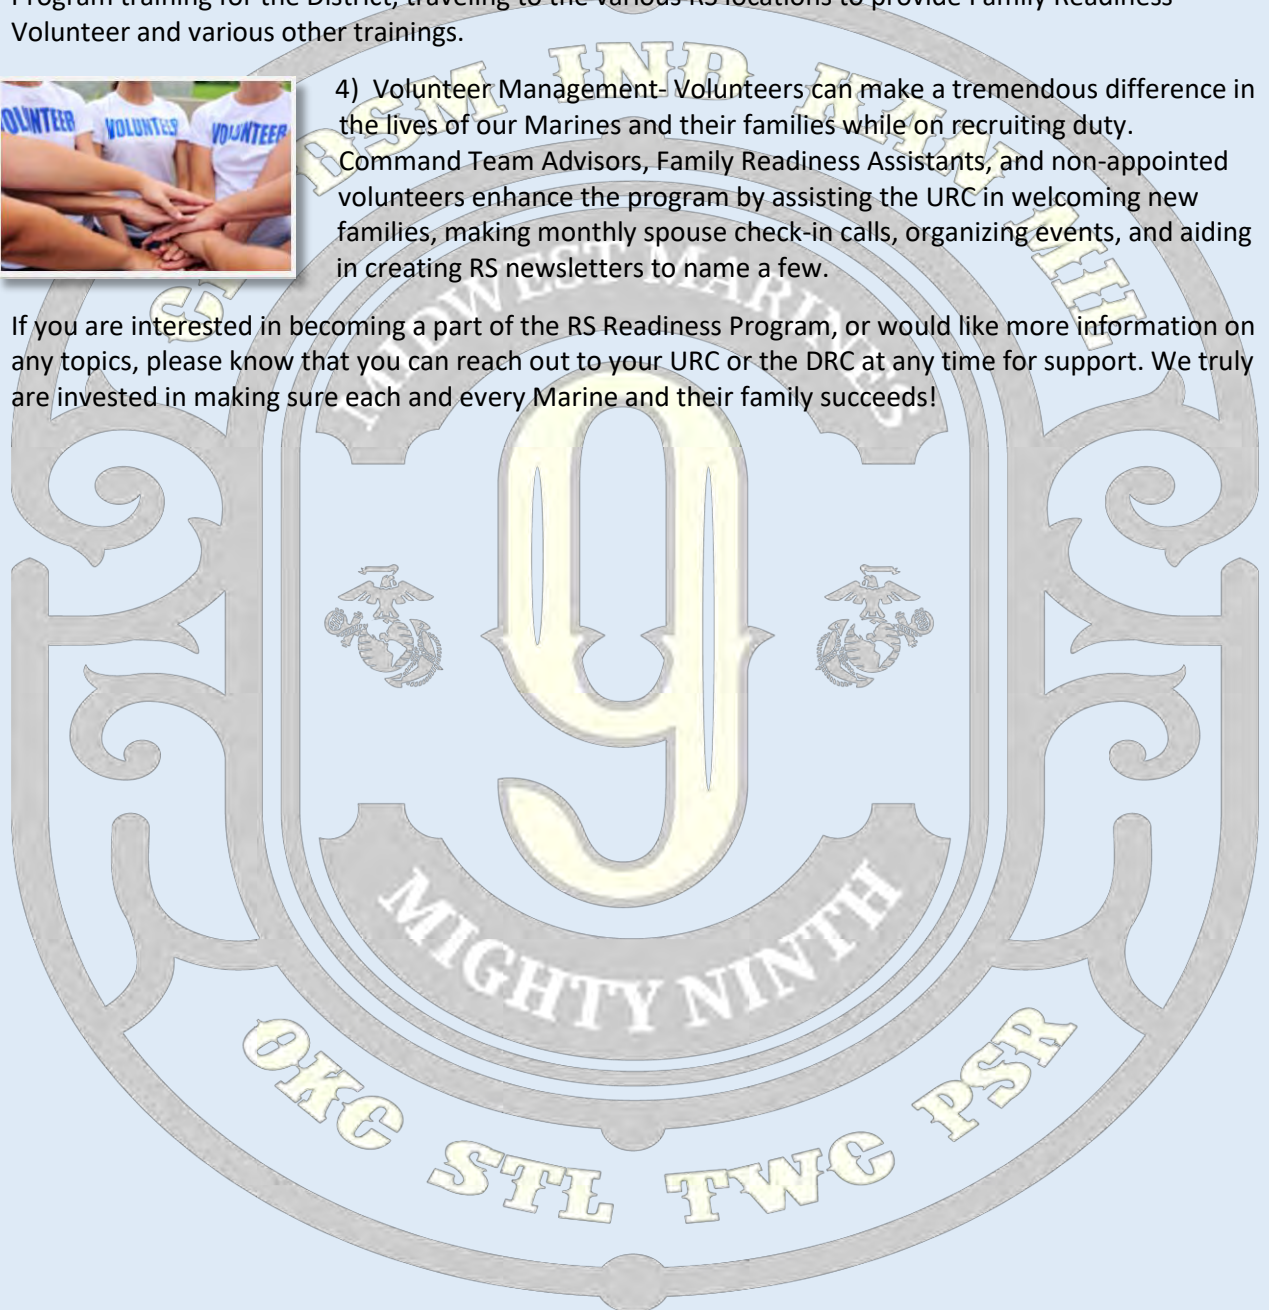 Program training for the District, traveling to the various RS locations to provide Family Readiness
Volunteer and various other trainings.
OLUNTEER VOLUNTEER VOLUNTEER
4) Volunteer Management- Volunteers can make a tremendous difference in
the lives of our Marines and their families while on recruiting duty.
Command Team Advisors, Family Readiness Assistants, and non-appointed
volunteers enhance the program by assisting the URC in welcoming new
families, making monthly spouse check-in calls, organizing events, and aiding
in creating RS newsletters to name a few.
If you are interested in becoming a part of the RS Readiness Program, or would like more information on
any topics, please know that you can reach out to your URC or the DRC at any time for support. We truly
are invested in making sure each and every Marine and their family succeeds!
DSM IND KAN MIL
MIDWEST MARINES
9
MIGHTY NINTH
OKC STL TWC PSR